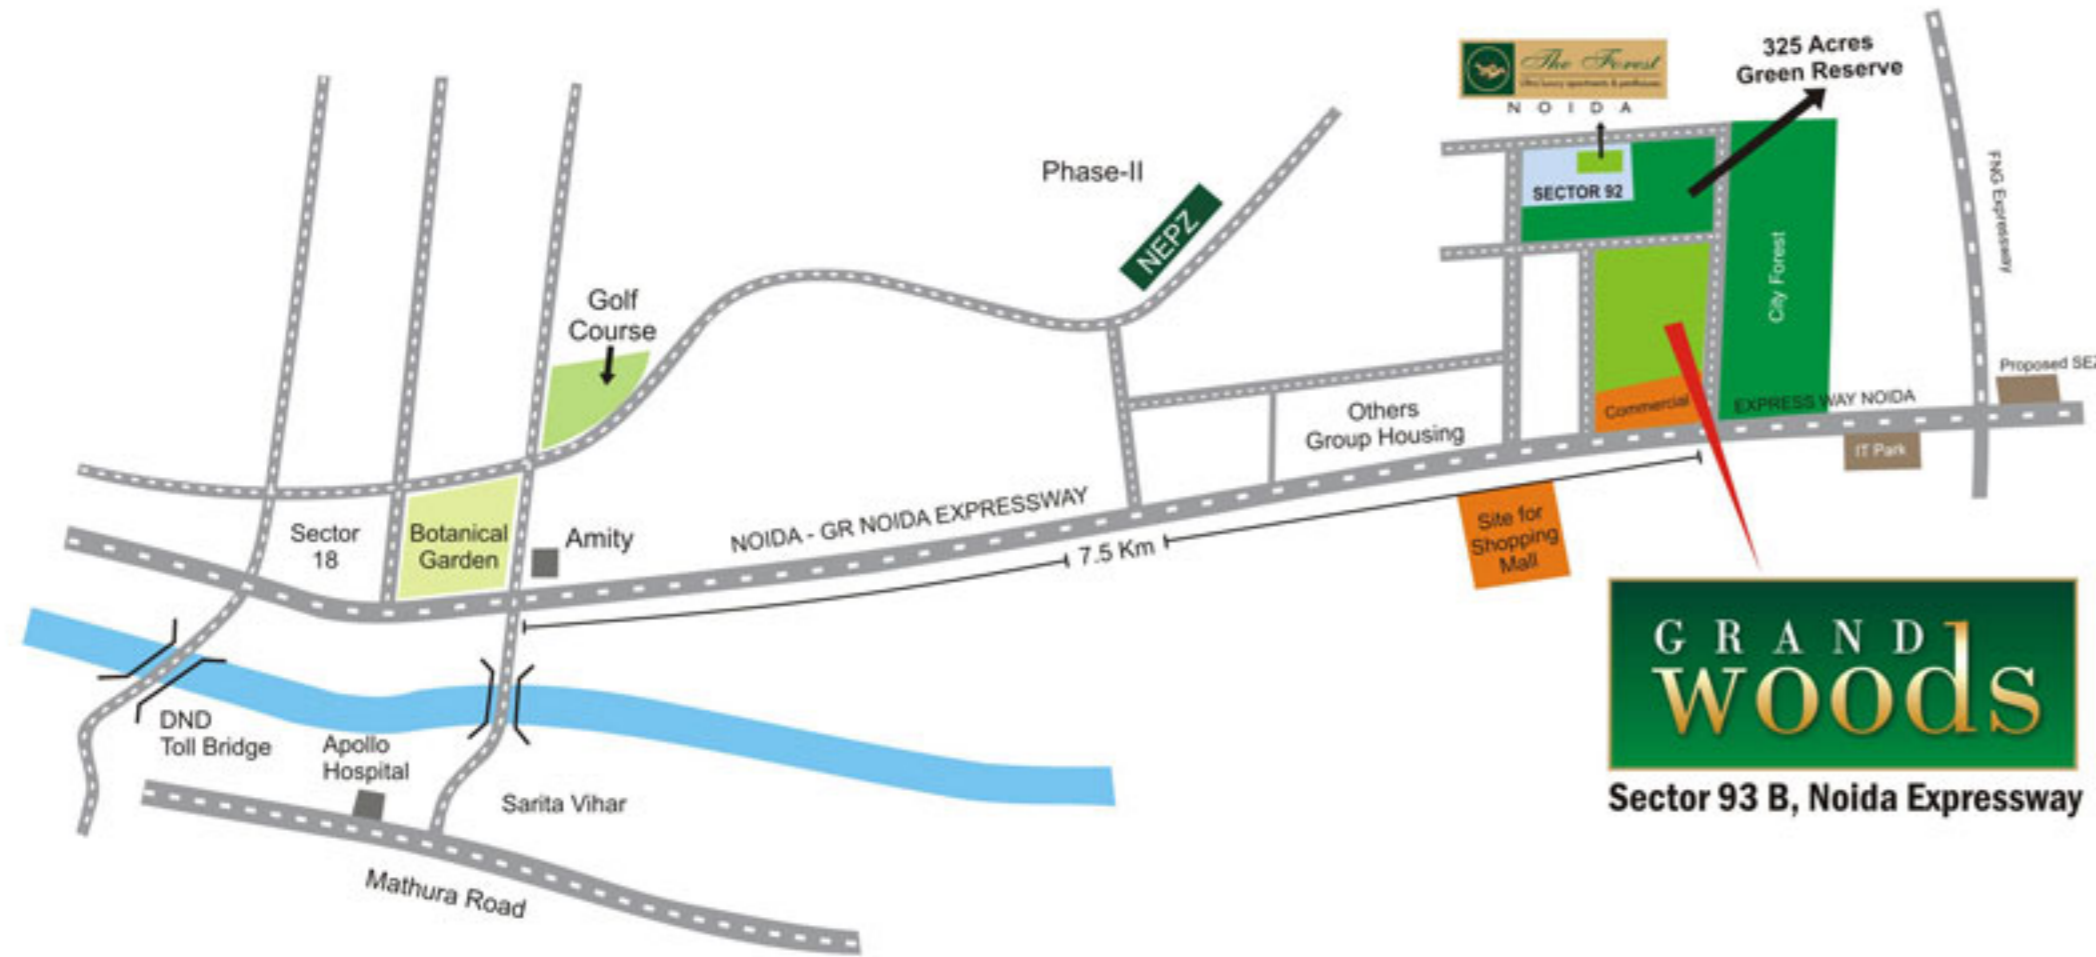 325 Acres
Green Reserve
The Forest
NOIDA
Phase-II
NEPZ
SECTOR 92
FNG Expressway
City Forest
Golf
Course
Proposed SEZ
Commercial
EXPRESS WAY NOIDA
Others
Group Housing
IT Park
Sector
18
Botanical
Garden
Amity
NOIDA - GR NOIDA EXPRESSWAY
7.5 Km
Site for
Shopping
Mall
GRAND
woods
Sector 93 B, Noida Expressway
DND
Toll Bridge
Apollo
Hospital
Sarita Vihar
Mathura Road